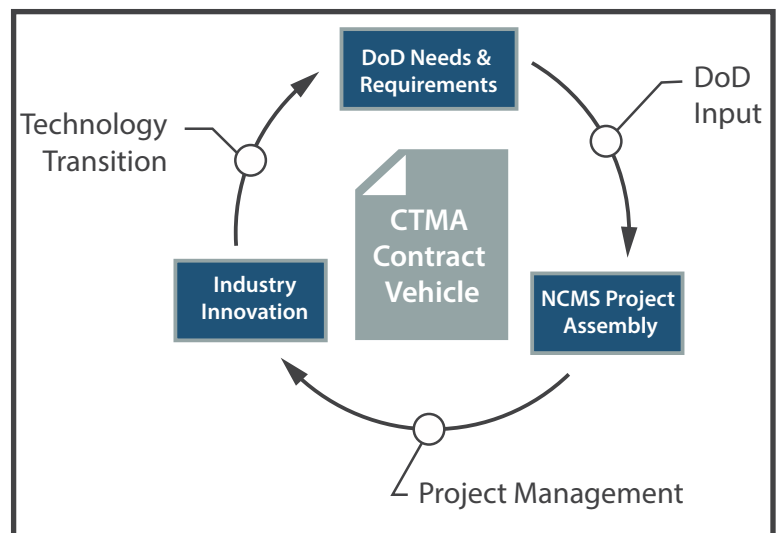 DoD Needs &
Requirements
DoD
Input
Technology
Transition
CTMA
Contract
Vehicle
Industry
Innovation
NCMS Project
Assembly
Project Management